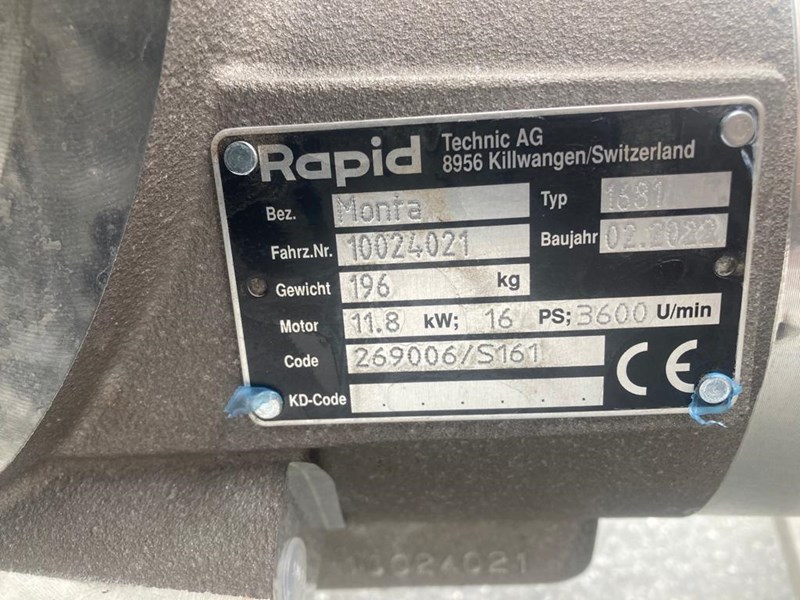 Rapid Technic AG
8956 Killwangen/Switzerland
Bez. Monta Typ 1681
Fahrz.Nr. 10024021 Baujahr 02.2022
Gewicht 196 kg
Motor 11.8 kW; 16 PS; 3600 U/min
Code 269006/S161
KD-Code . . . . .
CE
10024021